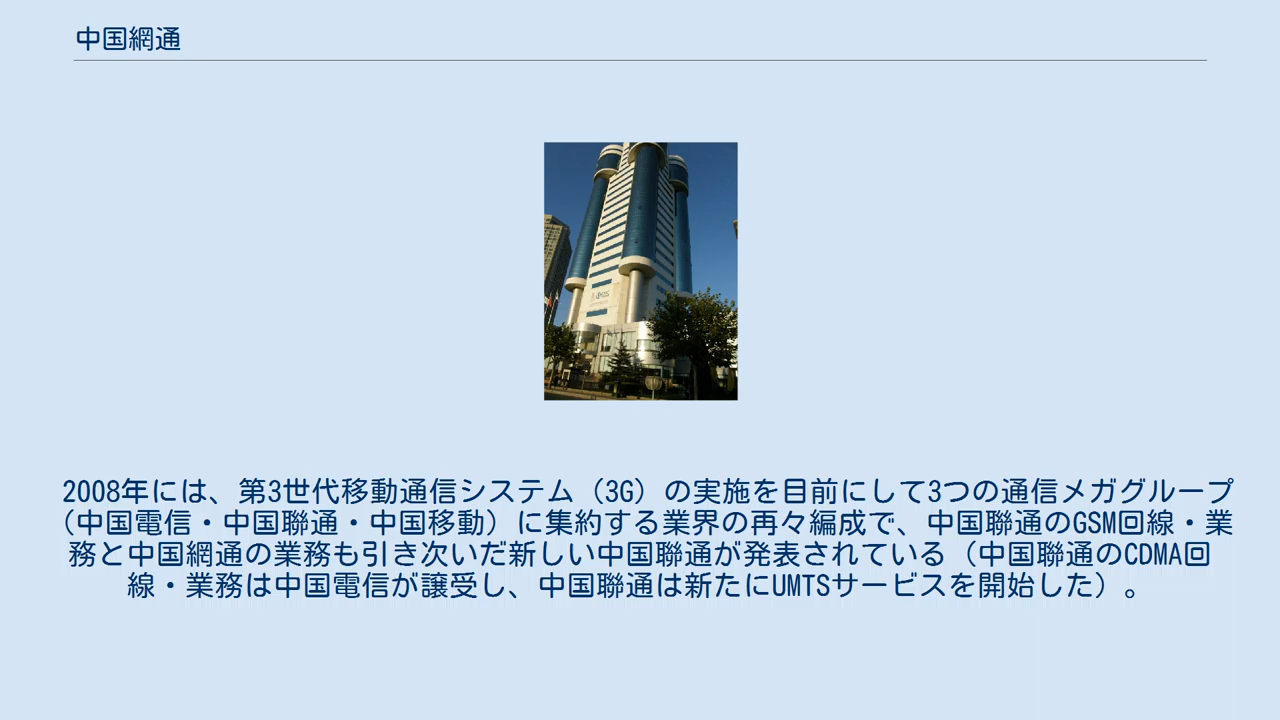 中国網通
2008年には、第3世代移動通信システム（3G）の実施を目前にして3つの通信メガグループ
（中国電信・中国聯通・中国移動）に集約する業界の再々編成で、中国聯通のGSM回線・業
務と中国網通の業務も引き次いだ新しい中国聯通が発表されている（中国聯通のCDMA回
線・業務は中国電信が譲受し、中国聯通は新たにUMTSサービスを開始した）。